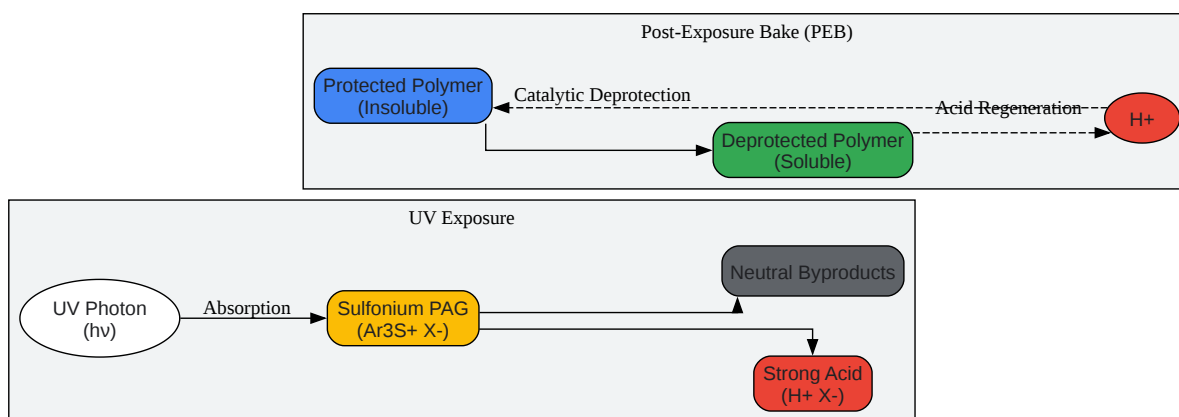 Post-Exposure Bake (PEB)
Protected Polymer
(Insoluble)
Catalytic Deprotection
Acid Regeneration
H+
Deprotected Polymer
(Soluble)
UV Exposure
Neutral Byproducts
UV Photon
(hν)
Absorption
Sulfonium PAG
(Ar3S+ X-)
Strong Acid
(H+ X-)